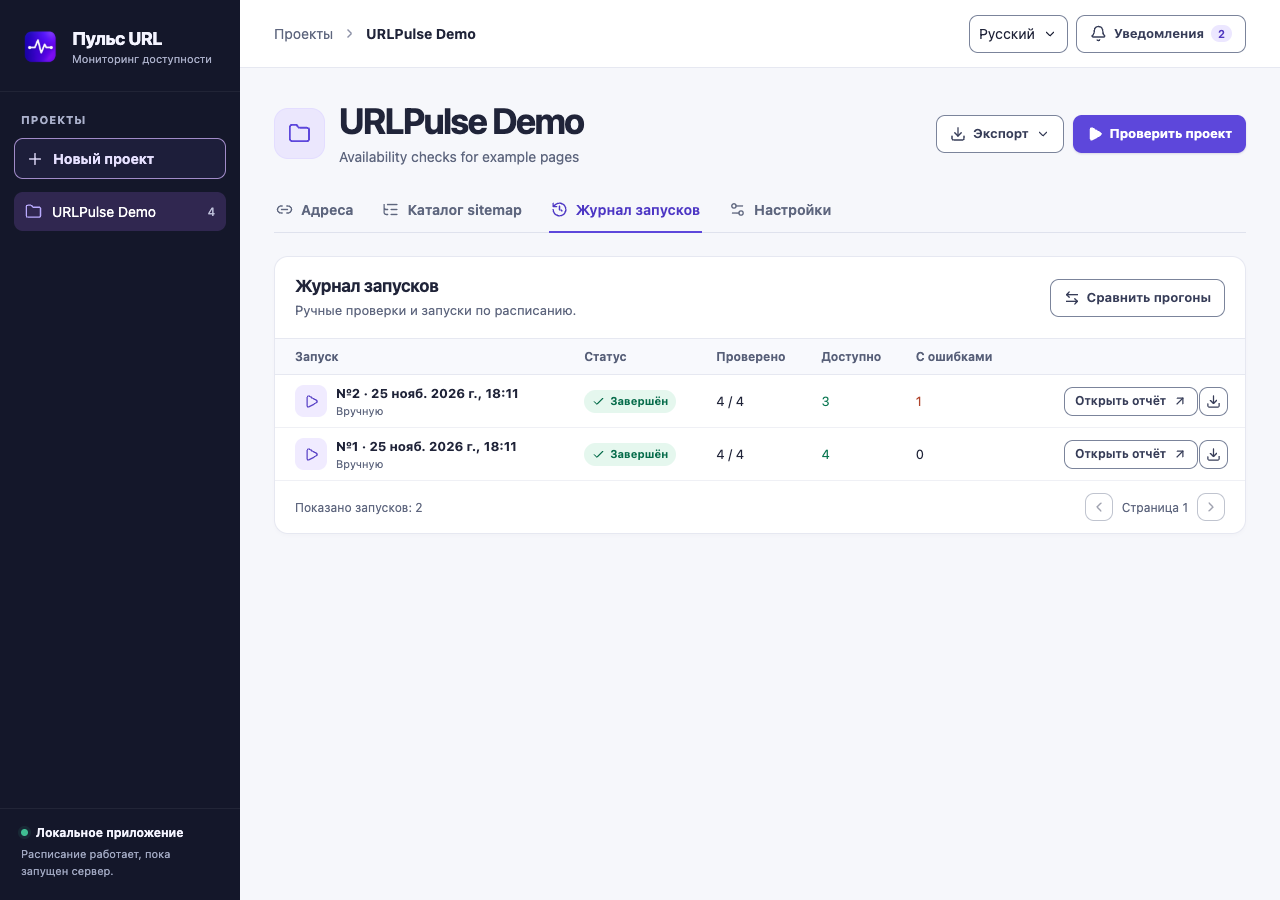 Пульс URL
Мониторинг доступности
ПРОЕКТЫ
Новый проект
URLPulse Demo 4
Локальное приложение
Расписание работает, пока
запущен сервер.
Проекты URLPulse Demo
Русский
Уведомления 2
URLPulse Demo
Availability checks for example pages
Экспорт
Проверить проект
Адреса
Каталог sitemap
Журнал запусков
Настройки
Журнал запусков
Ручные проверки и запуски по расписанию.
Сравнить прогоны
Запуск Статус Проверено Доступно С ошибками
№2 · 25 нояб. 2026 г., 18:11
Вручную
Завершён 4 / 4 3 1 Открыть отчёт
№1 · 25 нояб. 2026 г., 18:11
Вручную
Завершён 4 / 4 4 0 Открыть отчёт
Показано запусков: 2
Страница 1